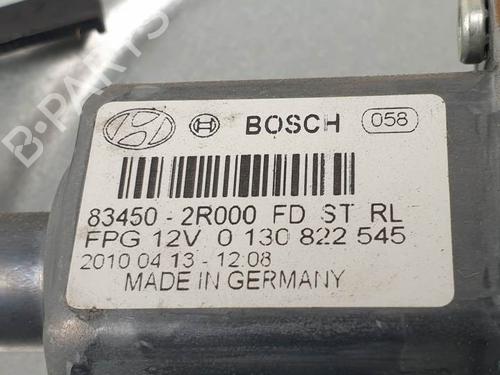 B-PARTS
BOSCH 058
83450 - 2R000 FD ST RL
FPG 12V 0 130 822 545
2010 04 13 - 12:08
MADE IN GERMANY